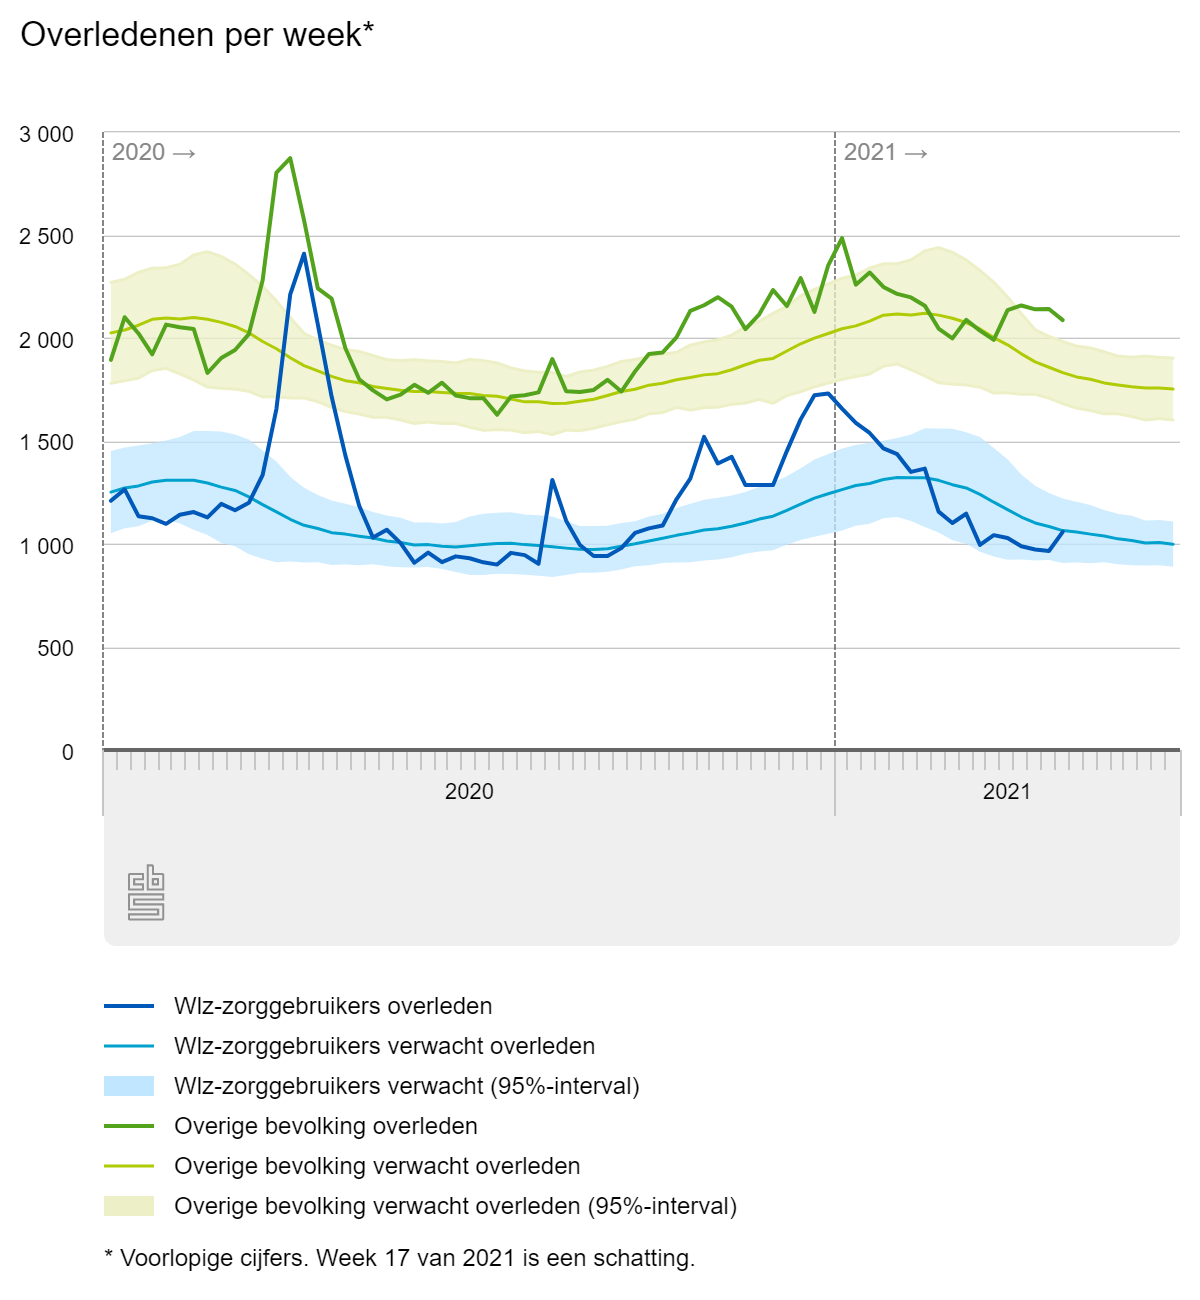 Overledenen per week*
3 000
2020 →
2021 →
2 500
2 000
1 500
1 000
500
0
2020
2021
cbs
Wlz-zorggebruikers overleden
Wlz-zorggebruikers verwacht overleden
Wlz-zorggebruikers verwacht (95%-interval)
Overige bevolking overleden
Overige bevolking verwacht overleden
Overige bevolking verwacht overleden (95%-interval)
* Voorlopige cijfers. Week 17 van 2021 is een schatting.